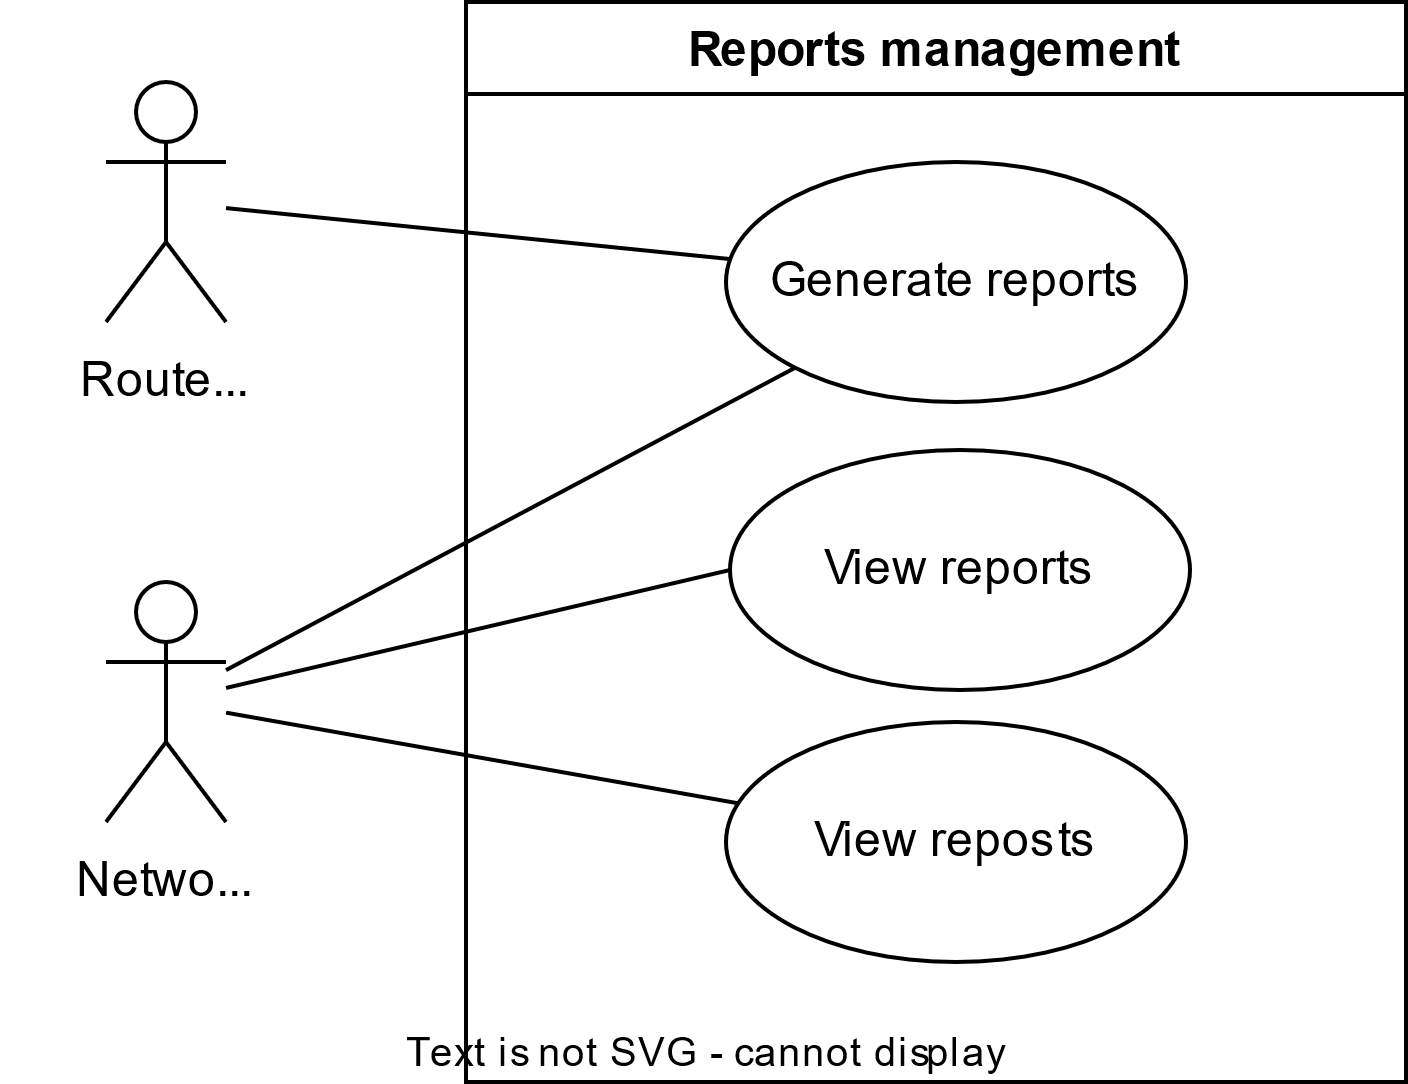 Reports management
Generate reports
Route...
View reports
View reposts
Netwo...
Text is not SVG - cannot display